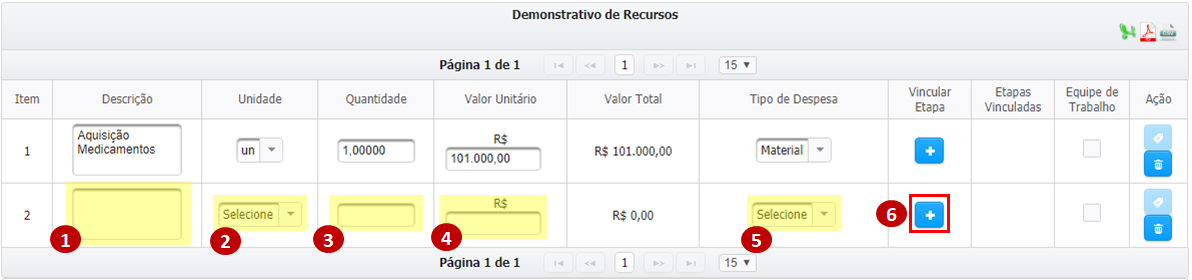 Demonstrativo de Recursos
CSV
Página 1 de 1 1 15
Item Descrição Unidade Quantidade Valor Unitário Valor Total Tipo de Despesa Vincular Etapa Etapas Vinculadas Equipe de Trabalho Ação
1 Aquisição Medicamentos un 1,00000 R$ 101.000,00 R$ 101.000,00 Material
2 Selecione R$ R$ 0,00 Selecione
1 2 3 4 5 6
Página 1 de 1 1 15